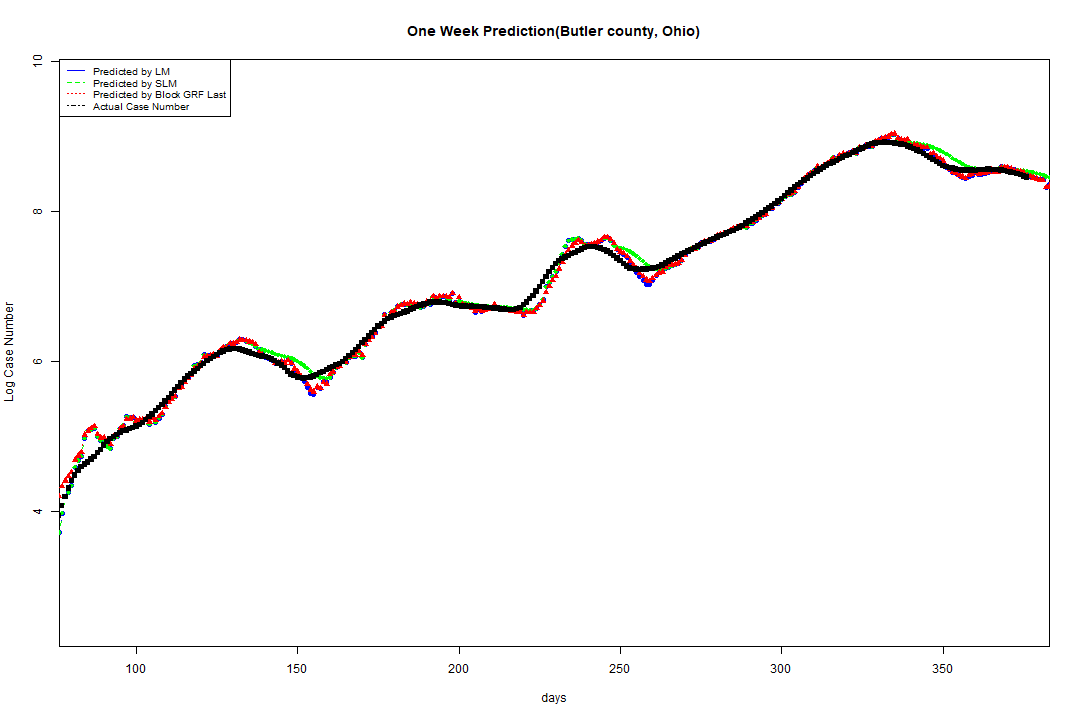 One Week Prediction(Butler county, Ohio)
10
Predicted by LM
Predicted by SLM
Predicted by Block GRF Last
Actual Case Number
8
6
4
Log Case Number
100 150 200 250 300 350
days